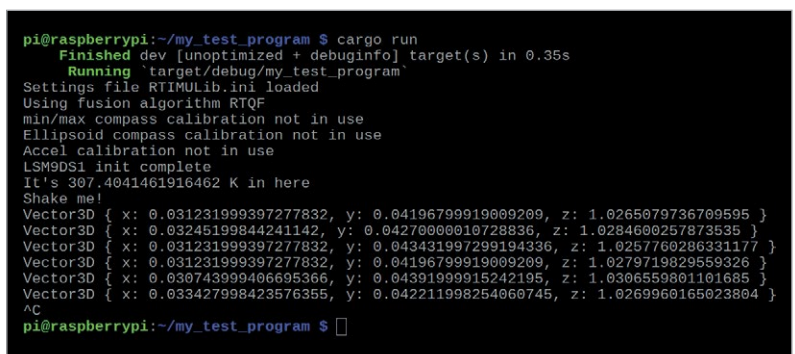 pi@raspberrypi:~/my_test_program $ cargo run
Finished dev [unoptimized + debuginfo] target(s) in 0.35s
Running `target/debug/my_test_program`
Settings file RTIMULib.ini loaded
Using fusion algorithm RTQF
min/max compass calibration not in use
Ellipsoid compass calibration not in use
Accel calibration not in use
LSM9DS1 init complete
It's 307.4041461916462 K in here
Shake me!
Vector3D { x: 0.031231999397277832, y: 0.04196799919009209, z: 1.0265079736709595 }
Vector3D { x: 0.03245199844241142, y: 0.04270000010728836, z: 1.0284600257873535 }
Vector3D { x: 0.031231999397277832, y: 0.043431997299194336, z: 1.0257760286331177 }
Vector3D { x: 0.031231999397277832, y: 0.04196799919009209, z: 1.0279719829559326 }
Vector3D { x: 0.030743999406695366, y: 0.04391999915242195, z: 1.0306559801101685 }
Vector3D { x: 0.033427998423576355, y: 0.042211998254060745, z: 1.0269960165023804 }
^C
pi@raspberrypi:~/my_test_program $